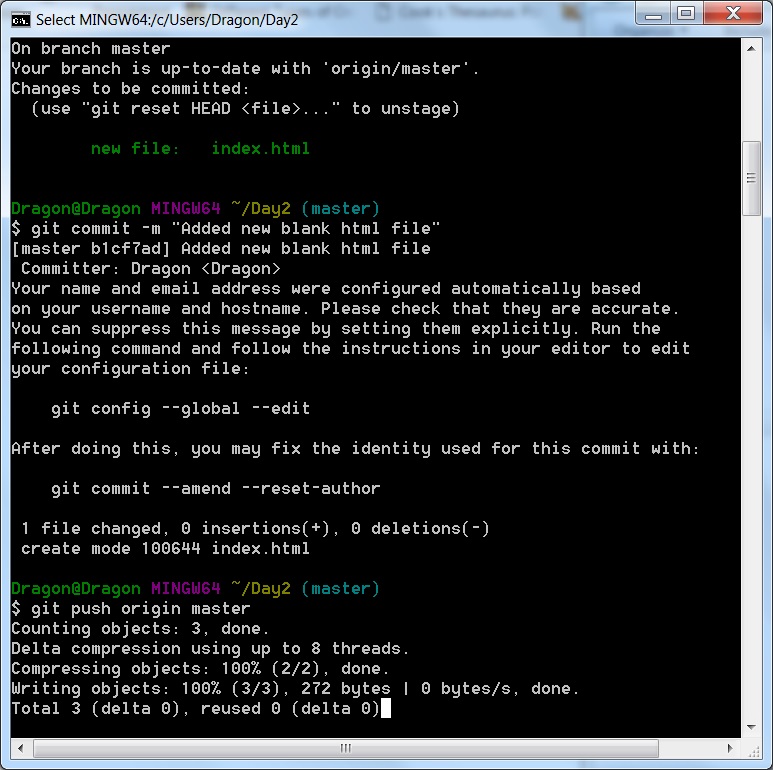 Select MINGW64:/c/Users/Dragon/Day2
On branch master
Your branch is up-to-date with 'origin/master'.
Changes to be committed:
  (use "git reset HEAD <file>..." to unstage)
        new file:   index.html
Dragon@Dragon MINGW64 ~/Day2 (master)
$ git commit -m "Added new blank html file"
[master b1cf7ad] Added new blank html file
 Committer: Dragon <Dragon>
Your name and email address were configured automatically based
on your username and hostname. Please check that they are accurate.
You can suppress this message by setting them explicitly. Run the
following command and follow the instructions in your editor to edit
your configuration file:
    git config --global --edit
After doing this, you may fix the identity used for this commit with:
    git commit --amend --reset-author
 1 file changed, 0 insertions(+), 0 deletions(-)
 create mode 100644 index.html
Dragon@Dragon MINGW64 ~/Day2 (master)
$ git push origin master
Counting objects: 3, done.
Delta compression using up to 8 threads.
Compressing objects: 100% (2/2), done.
Writing objects: 100% (3/3), 272 bytes | 0 bytes/s, done.
Total 3 (delta 0), reused 0 (delta 0)